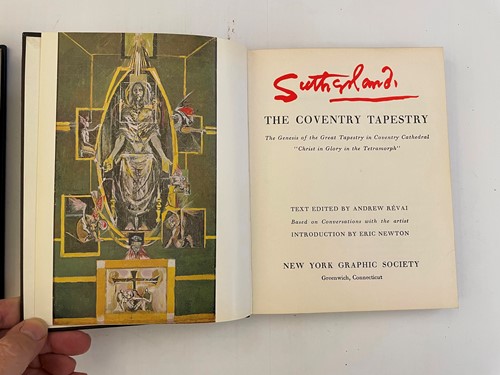 Sutherland.
THE COVENTRY TAPESTRY
The Genesis of the Great Tapestry in Coventry Cathedral
"Christ in Glory in the Tetramorph"
TEXT EDITED BY ANDREW RÉVAI
Based on Conversations with the artist
INTRODUCTION BY ERIC NEWTON
NEW YORK GRAPHIC SOCIETY
Greenwich, Connecticut